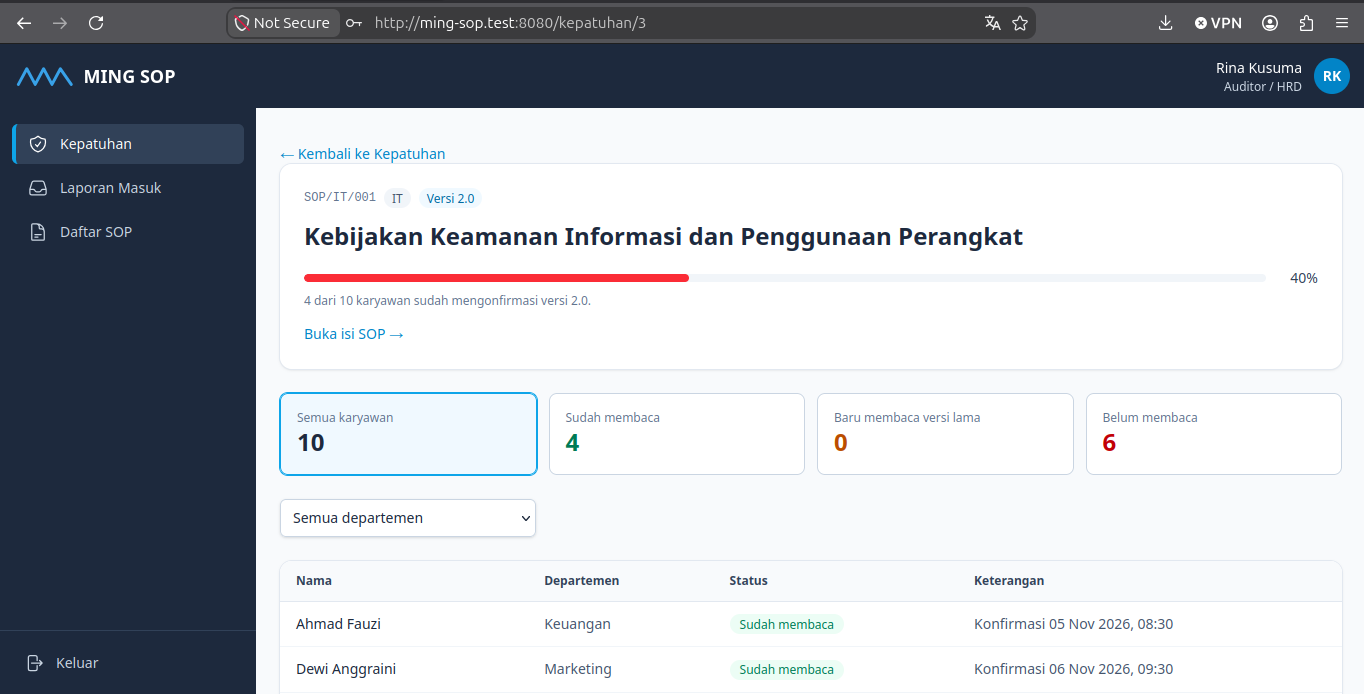 Not Secure http://ming-sop.test:8080/kepatuhan/3 VPN
MING SOP
Rina Kusuma
Auditor / HRD
RK
Kepatuhan
Laporan Masuk
Daftar SOP
Keluar
← Kembali ke Kepatuhan
SOP/IT/001 IT Versi 2.0
Kebijakan Keamanan Informasi dan Penggunaan Perangkat
40%
4 dari 10 karyawan sudah mengonfirmasi versi 2.0.
Buka isi SOP →
Semua karyawan
10
Sudah membaca
4
Baru membaca versi lama
0
Belum membaca
6
Semua departemen
Nama Departemen Status Keterangan
Ahmad Fauzi Keuangan Sudah membaca Konfirmasi 05 Nov 2026, 08:30
Dewi Anggraini Marketing Sudah membaca Konfirmasi 06 Nov 2026, 09:30